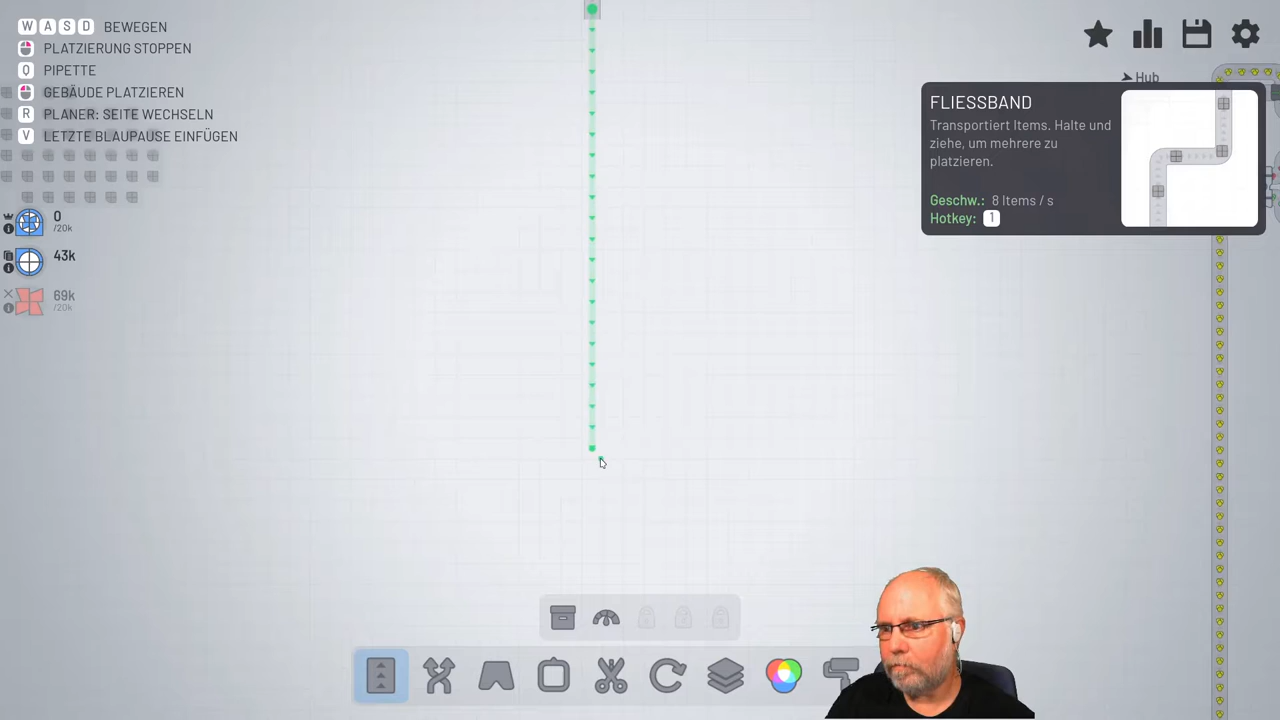 W A S D BEWEGEN
PLATZIERUNG STOPPEN
Q PIPETTE
GEBÄUDE PLATZIEREN
R PLANER: SEITE WECHSELN
V LETZTE BLAUPAUSE EINFÜGEN
0
/20k
43k
69k
/20k
Hub
FLIESSBAND
Transportiert Items. Halte und
ziehe, um mehrere zu
platzieren.
Geschw.: 8 Items / s
Hotkey: 1